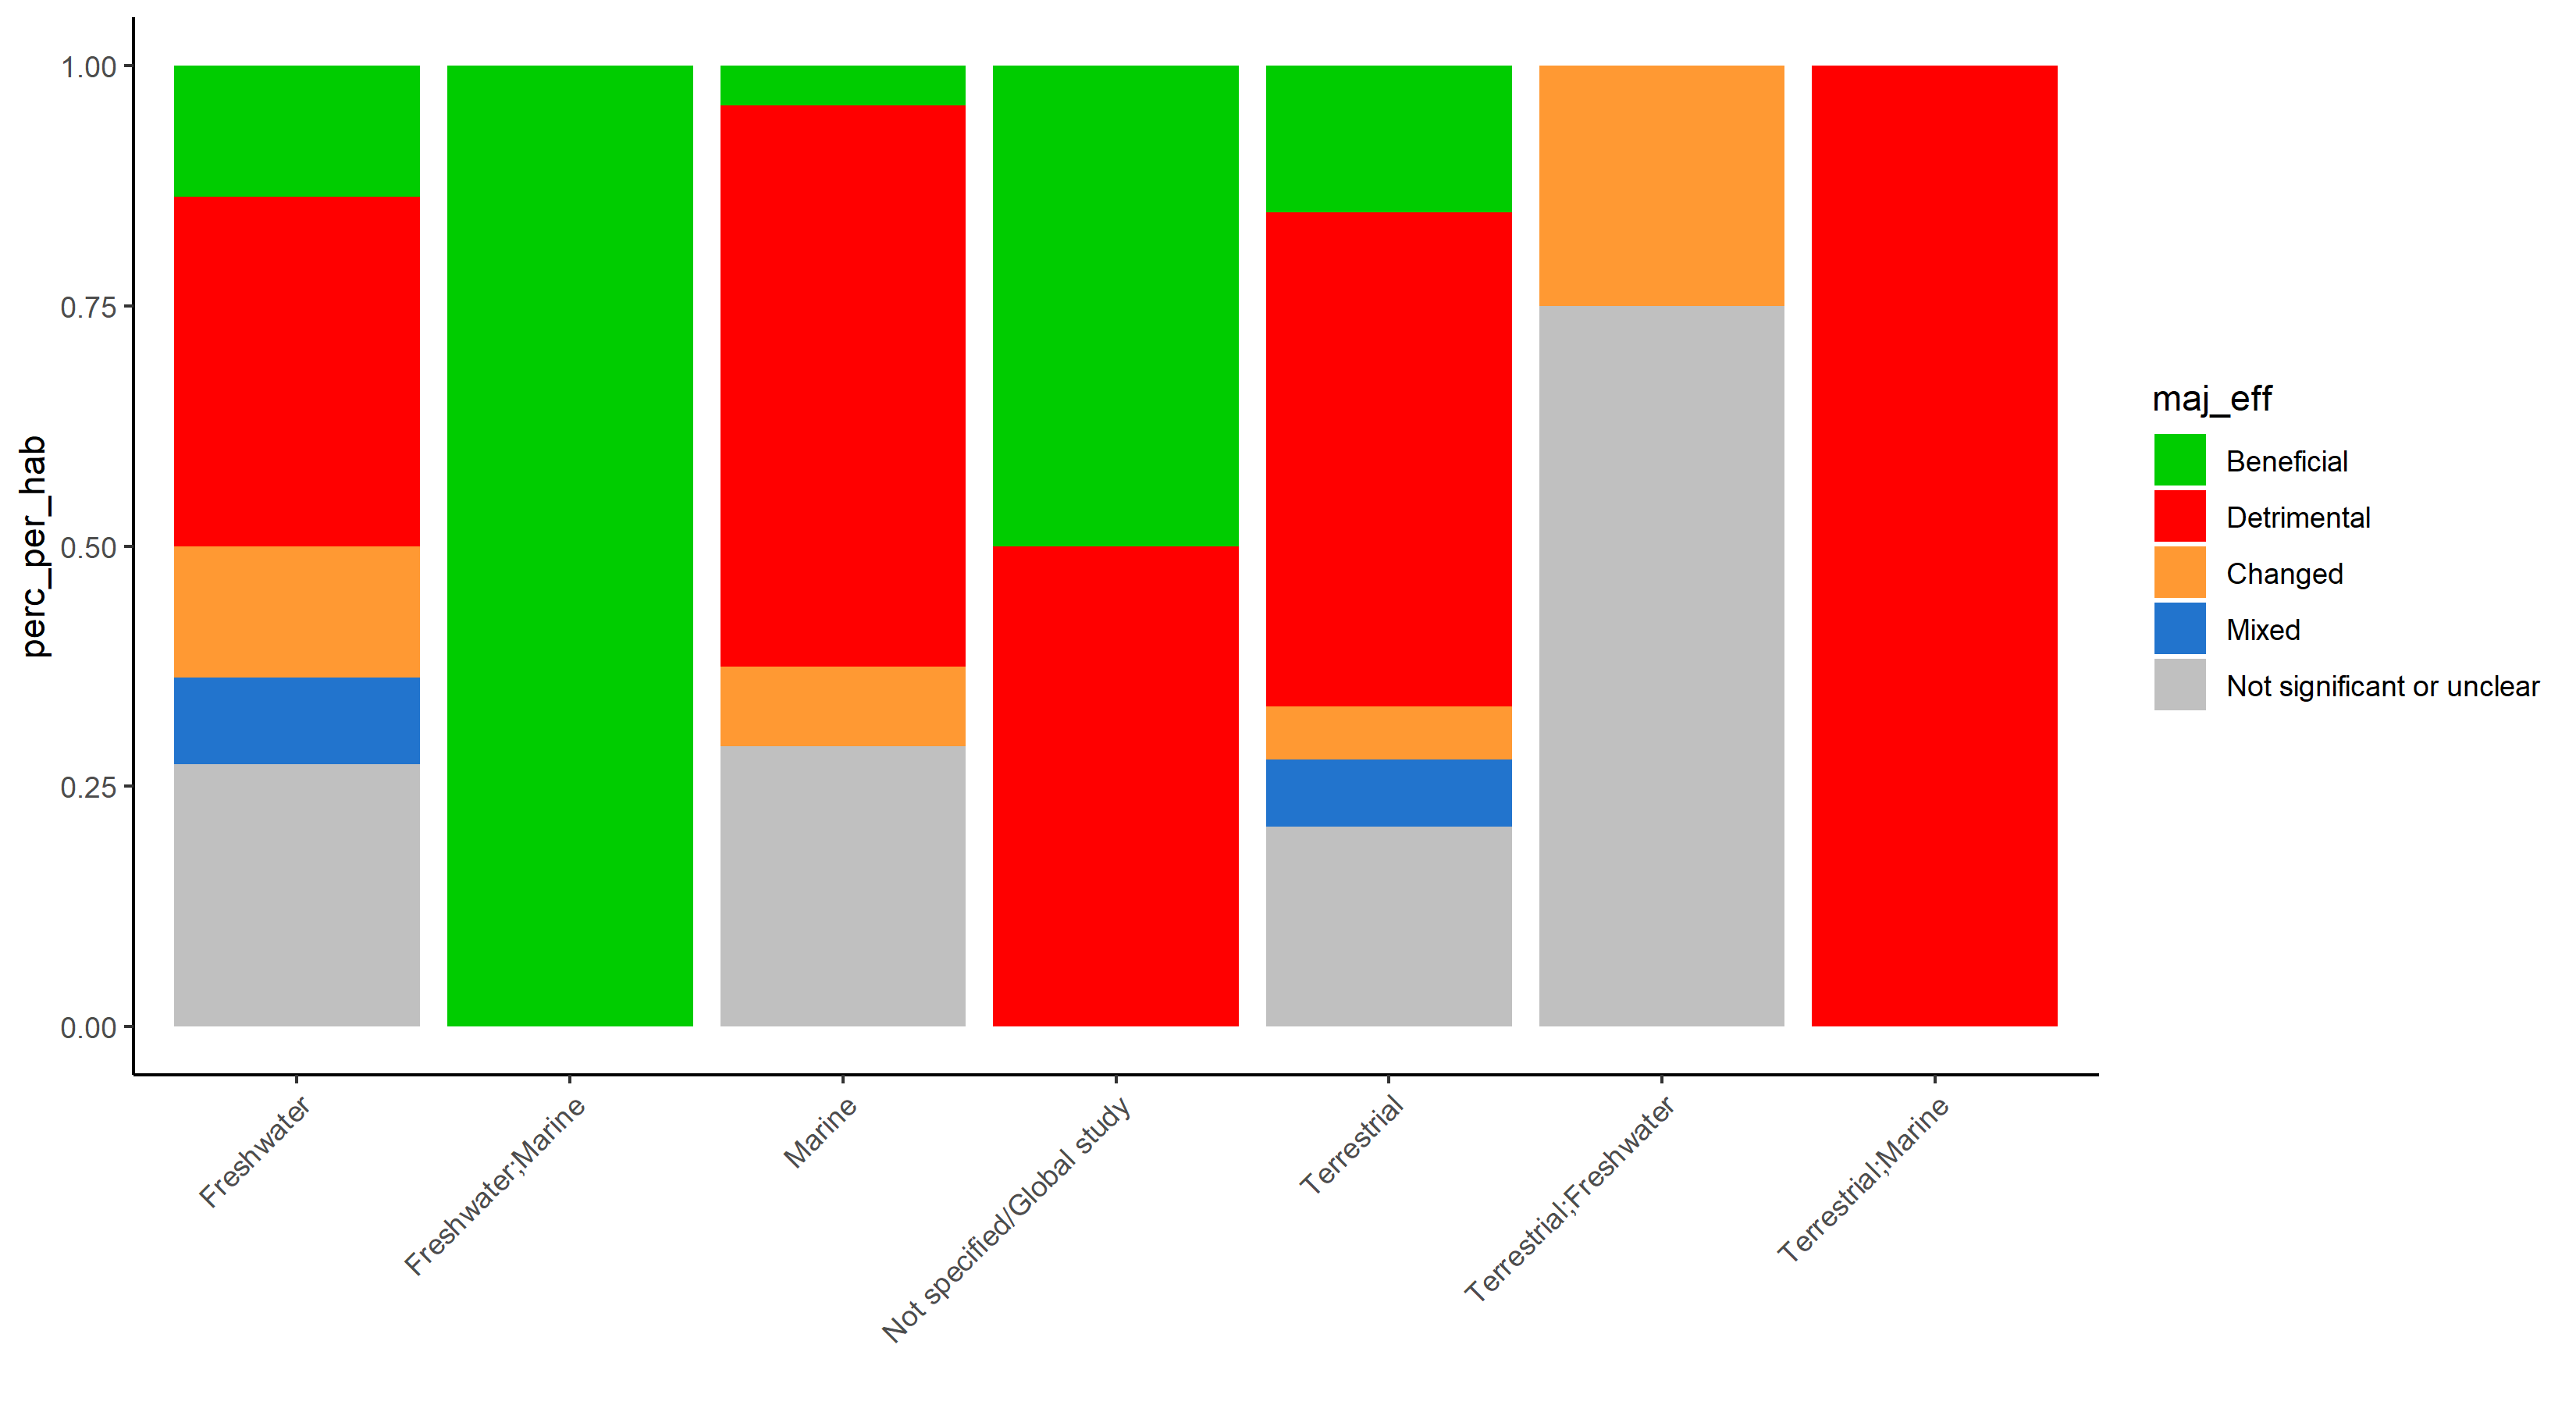 perc_per_hab
1.00
0.75
0.50
0.25
0.00
Freshwater
Freshwater;Marine
Marine
Not specified/Global study
Terrestrial
Terrestrial;Freshwater
Terrestrial;Marine
maj_eff
Beneficial
Detrimental
Changed
Mixed
Not significant or unclear